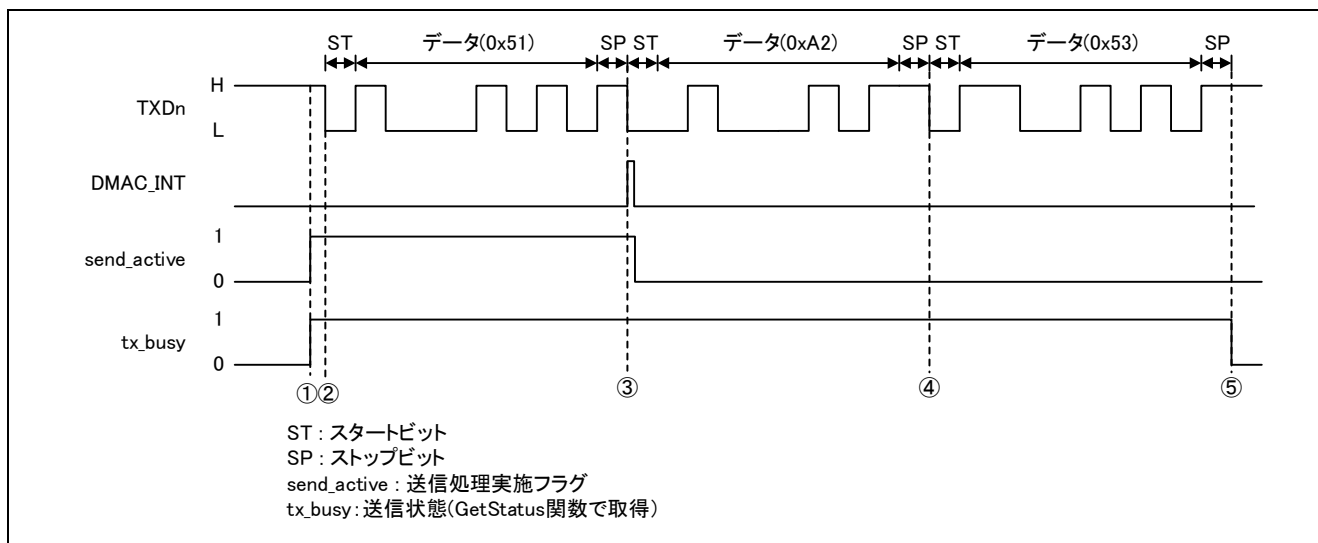 ST データ(0x51) SP ST データ(0xA2) SP ST データ(0x53) SP
H
TXDn
L
DMAC_INT
1
send_active
0
1
tx_busy
0
①② ③ ④ ⑤
ST : スタートビット
SP : ストップビット
send_active : 送信処理実施フラグ
tx_busy : 送信状態(GetStatus関数で取得)